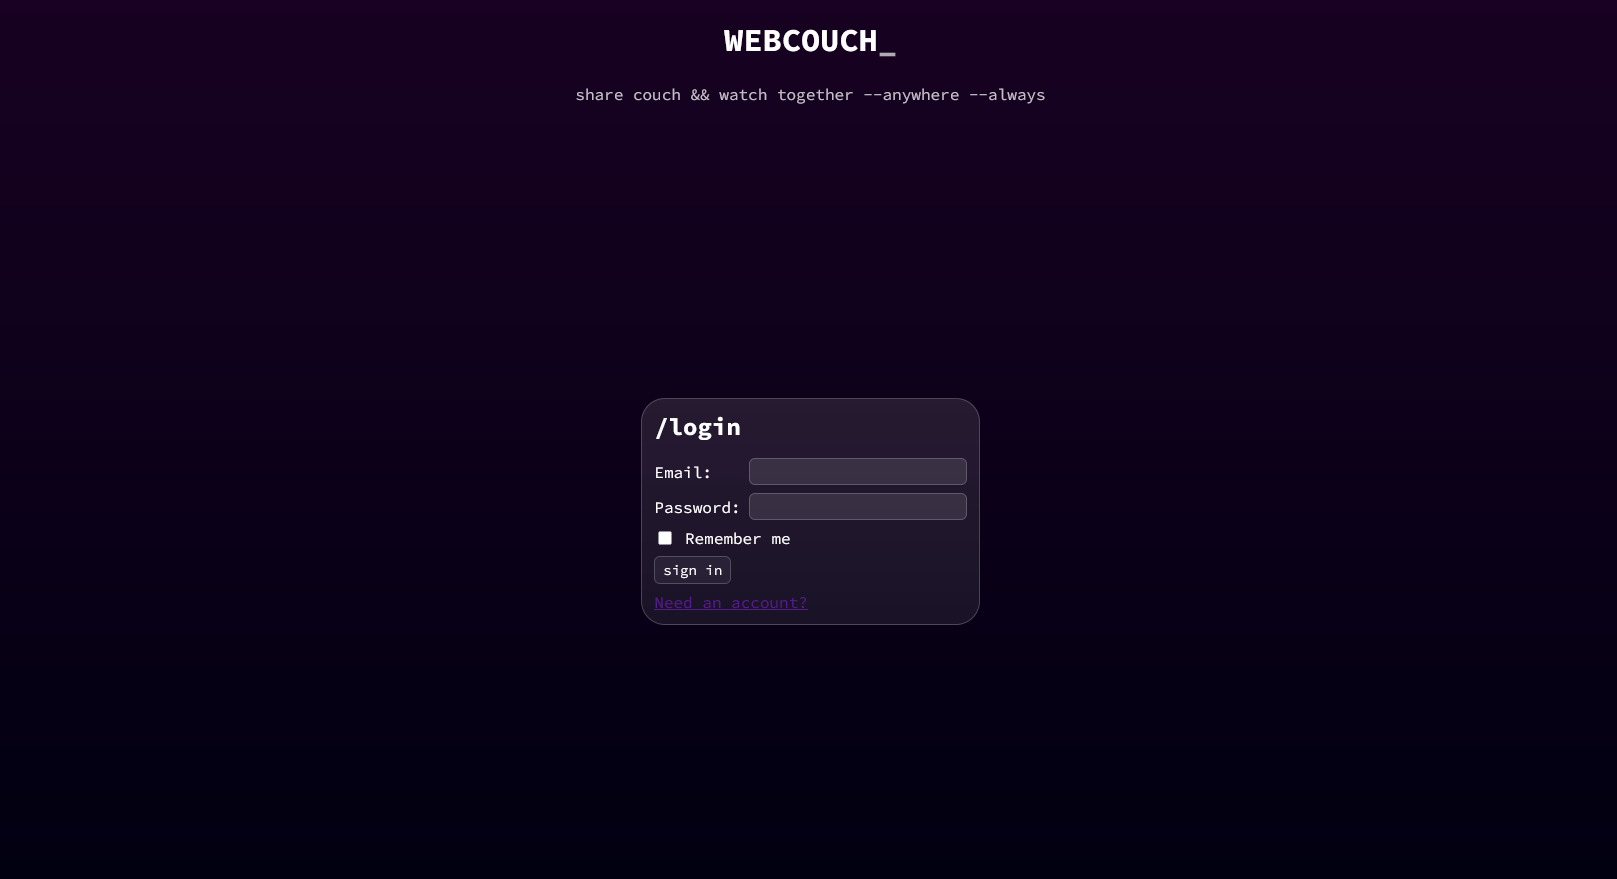 WEBCOUCH_
share couch && watch together --anywhere --always
/login
Email:
Password:
Remember me
sign in
Need an account?